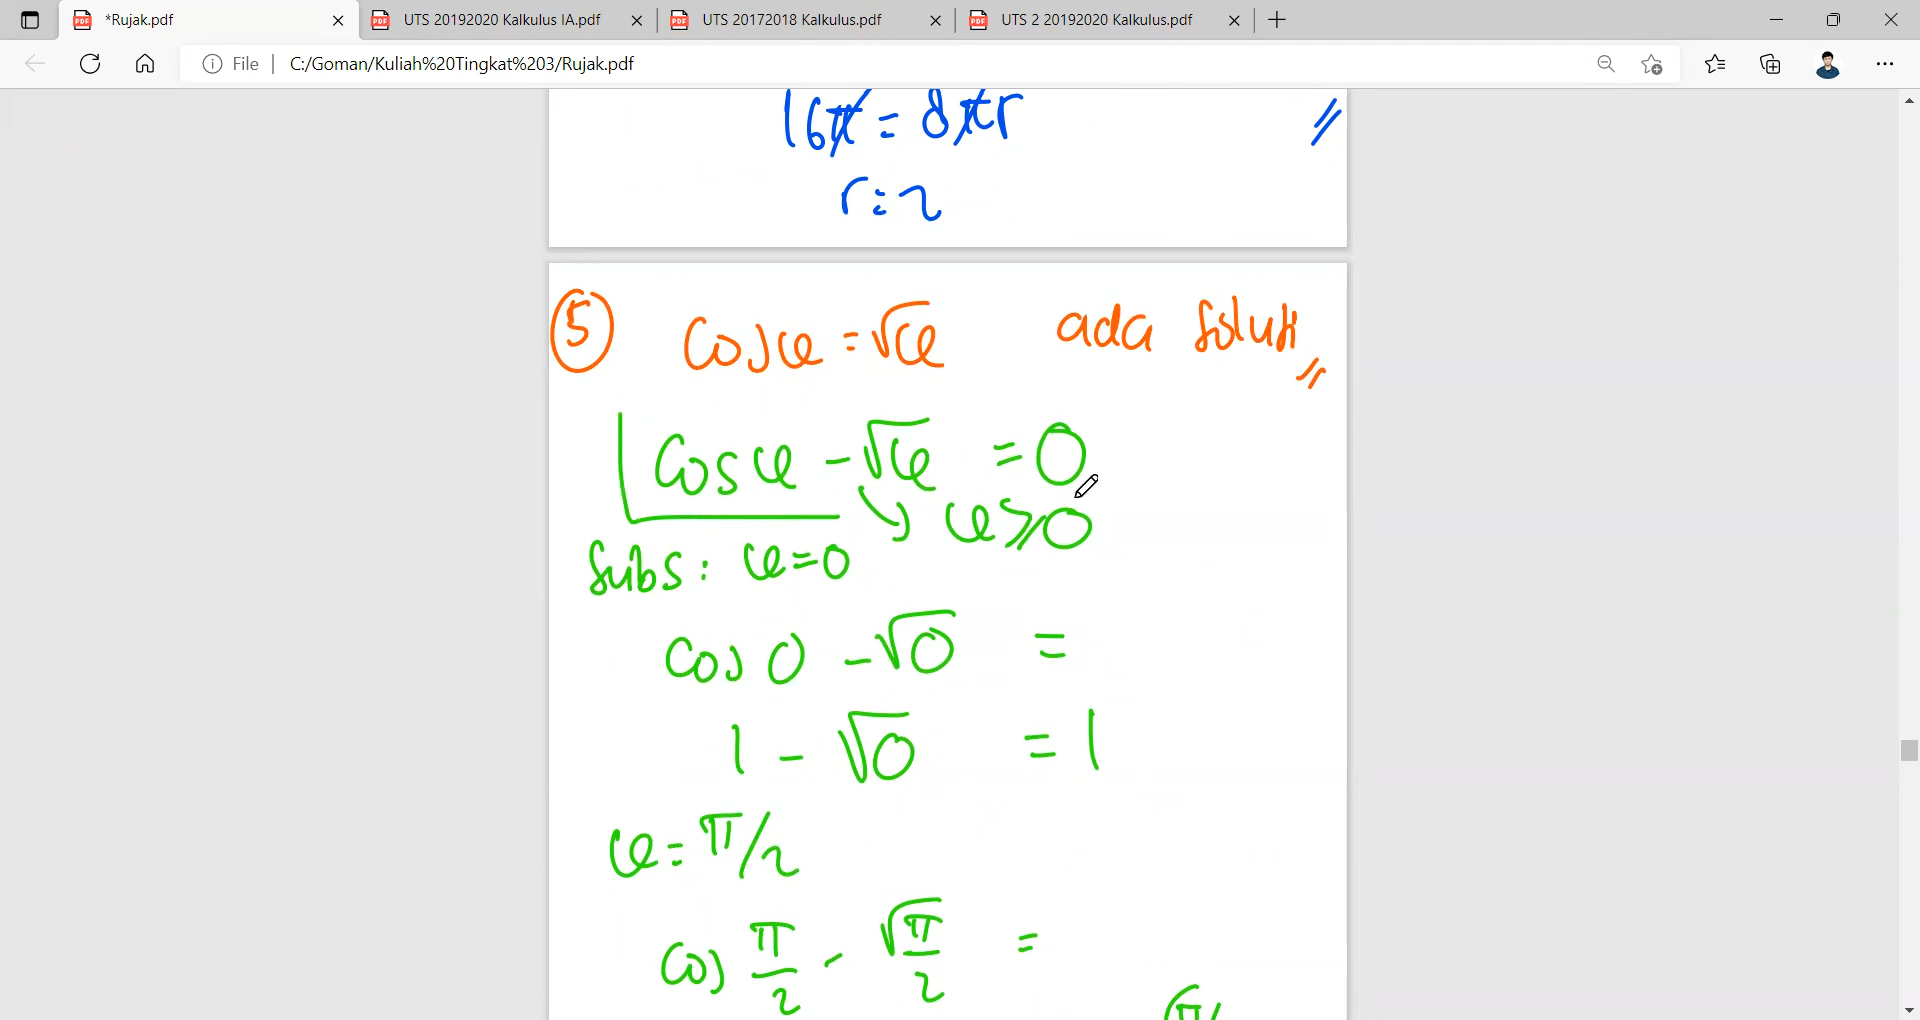 *Rujak.pdf
UTS 20192020 Kalkulus IA.pdf
UTS 20172018 Kalkulus.pdf
UTS 2 20192020 Kalkulus.pdf
File | C:/Goman/Kuliah%20Tingkat%203/Rujak.pdf
16π = 8πr
r = 2
⑤ cos x = √x ada solusi
cos x - √x = 0
x ≥ 0
Subs : x = 0
cos 0 - √0 =
1 - √0 = 1
x = π/2
cos π/2 - √π/2 =